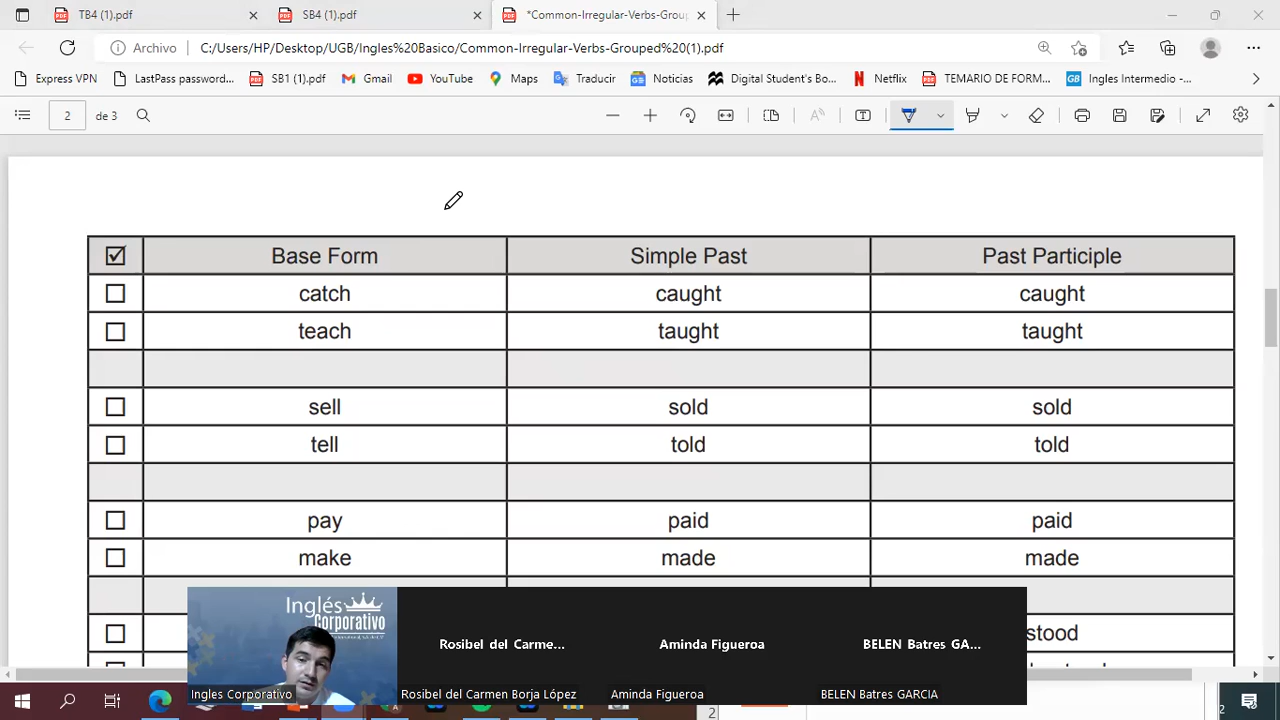 TB4 (1).pdf
SB4 (1).pdf
*Common-Irregular-Verbs-Group
Archivo
C:/Users/HP/Desktop/UGB/Ingles%20Basico/Common-Irregular-Verbs-Grouped%20(1).pdf
Express VPN
LastPass password...
SB1 (1).pdf
Gmail
YouTube
Maps
Traducir
Noticias
Digital Student's Bo...
Netflix
TEMARIO DE FORM...
Ingles Intermedio -...
2
de 3
Base Form Simple Past Past Participle
catch caught caught
teach taught taught
sell sold sold
tell told told
pay paid paid
make made made
stood
Inglés
Corporativo
Rosibel del Carme...
Aminda Figueroa
BELEN Batres GA...
Ingles Corporativo
Rosibel del Carmen Borja López
Aminda Figueroa
BELEN Batres GARCIA
2
2